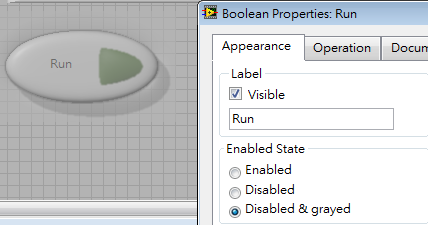 Run
Boolean Properties: Run
Appearance
Operation
Docum
Label
Visible
Run
Enabled State
Enabled
Disabled
Disabled & grayed